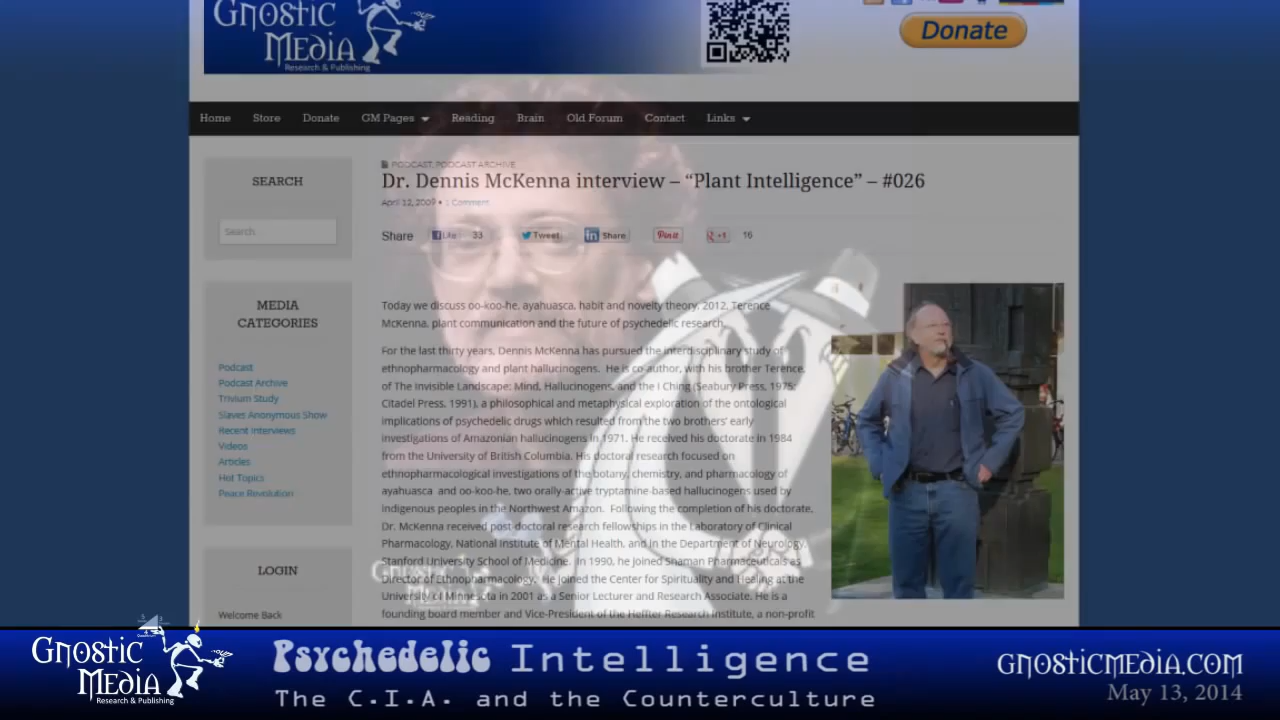 Gnostic
Media
Research & Publishing
Donate
Home Store Donate GM Pages Reading Brain Old Forum Contact Links
SEARCH
Search
MEDIA
CATEGORIES
Podcast
Podcast Archive
Trivium Study
Slaves Anonymous Show
Recent Interviews
Videos
Articles
Hot Topics
Peace Revolution
LOGIN
Welcome Back
PODCAST, PODCAST ARCHIVE
Dr. Dennis McKenna interview – “Plant Intelligence” – #026
April 12, 2009 • 1 Comment
Share Like 33 Tweet Share Pin it +1 16
Today we discuss oo-koo-he, ayahuasca, habit and novelty theory, 2012, Terence
McKenna, plant communication and the future of psychedelic research.
For the last thirty years, Dennis McKenna has pursued the interdisciplinary study of
ethnopharmacology and plant hallucinogens. He is co-author, with his brother Terence,
of The Invisible Landscape: Mind, Hallucinogens, and the I Ching (Seabury Press, 1975;
Citadel Press, 1991), a philosophical and metaphysical exploration of the ontological
implications of psychedelic drugs which resulted from the two brothers’ early
investigations of Amazonian hallucinogens in 1971. He received his doctorate in 1984
from the University of British Columbia. His doctoral research focused on
ethnopharmacological investigations of the botany, chemistry, and pharmacology of
ayahuasca and oo-koo-he, two orally-active tryptamine-based hallucinogens used by
indigenous peoples in the Northwest Amazon. Following the completion of his doctorate,
Dr. McKenna received post-doctoral research fellowships in the Laboratory of Clinical
Pharmacology, National Institute of Mental Health, and in the Department of Neurology,
Stanford University School of Medicine. In 1990, he joined Shaman Pharmaceuticals as
Director of Ethnopharmacology. He joined the Center for Spirituality and Healing at the
University of Minnesota in 2001 as a Senior Lecturer and Research Associate. He is a
founding board member and Vice-President of the Heffter Research Institute, a non-profit
Gnostic
Media
Research & Publishing
Psychedelic Intelligence
The C.I.A. and the Counterculture
gnosticmedia.com
May 13, 2014